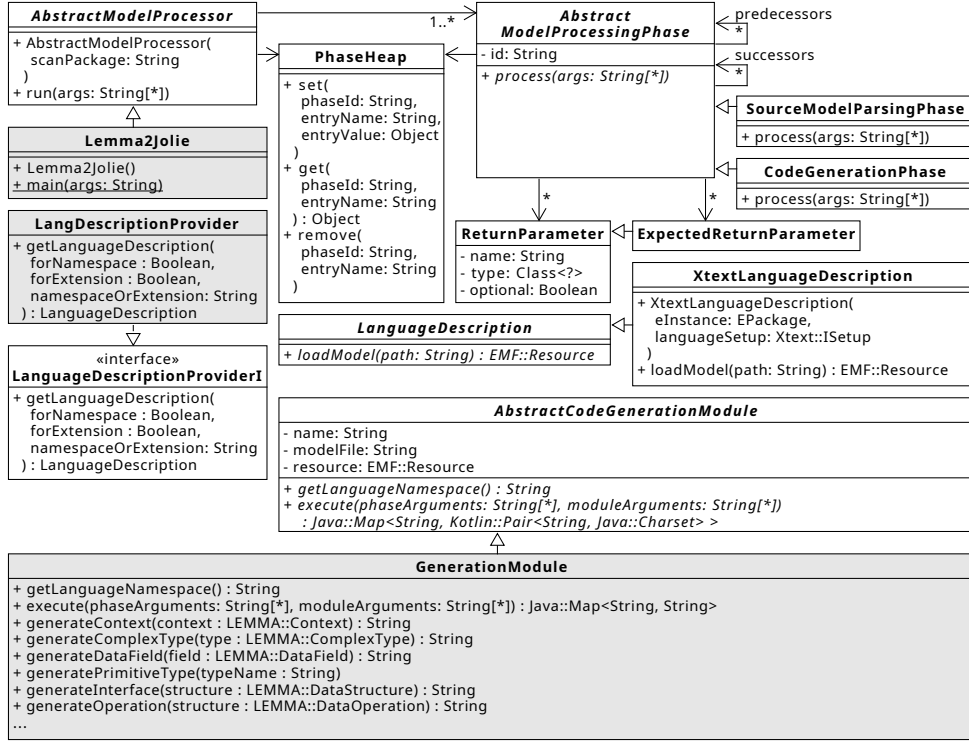 AbstractModelProcessor
+ AbstractModelProcessor(
scanPackage: String
)
+ run(args: String[*])
1..*
Abstract
ModelProcessingPhase
- id: String
+ process(args: String[*])
predecessors
*
successors
*
PhaseHeap
+ set(
phaseId: String,
entryName: String,
entryValue: Object
)
+ get(
phaseId: String,
entryName: String
) : Object
+ remove(
phaseId: String,
entryName: String
)
SourceModelParsingPhase
+ process(args: String[*])
CodeGenerationPhase
+ process(args: String[*])
Lemma2Jolie
+ Lemma2Jolie()
+ main(args: String)
*
*
LangDescriptionProvider
+ getLanguageDescription(
forNamespace : Boolean,
forExtension : Boolean,
namespaceOrExtension: String
) : LanguageDescription
ReturnParameter
- name: String
- type: Class<?>
- optional: Boolean
ExpectedReturnParameter
XtextLanguageDescription
+ XtextLanguageDescription(
eInstance: EPackage,
languageSetup: Xtext::ISetup
)
+ loadModel(path: String) : EMF::Resource
LanguageDescription
+ loadModel(path: String) : EMF::Resource
«interface»
LanguageDescriptionProviderI
+ getLanguageDescription(
forNamespace : Boolean,
forExtension : Boolean,
namespaceOrExtension: String
) : LanguageDescription
AbstractCodeGenerationModule
- name: String
- modelFile: String
- resource: EMF::Resource
+ getLanguageNamespace() : String
+ execute(phaseArguments: String[*], moduleArguments: String[*])
: Java::Map<String, Kotlin::Pair<String, Java::Charset> >
GenerationModule
+ getLanguageNamespace() : String
+ execute(phaseArguments: String[*], moduleArguments: String[*]) : Java::Map<String, String>
+ generateContext(context : LEMMA::Context) : String
+ generateComplexType(type : LEMMA::ComplexType) : String
+ generateDataField(field : LEMMA::DataField) : String
+ generatePrimitiveType(typeName : String)
+ generateInterface(structure : LEMMA::DataStructure) : String
+ generateOperation(structure : LEMMA::DataOperation) : String
...